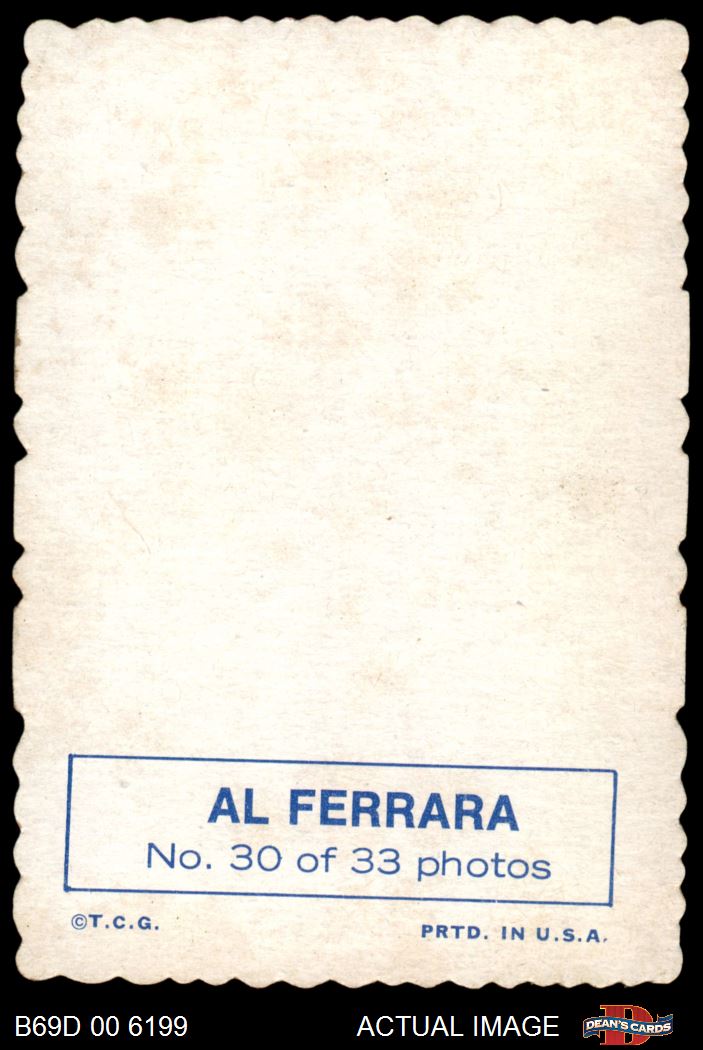 AL FERRARA
No. 30 of 33 photos
©T.C.G.
PRTD. IN U.S.A.
B69D 00 6199
ACTUAL IMAGE
D
DEAN'S CARDS